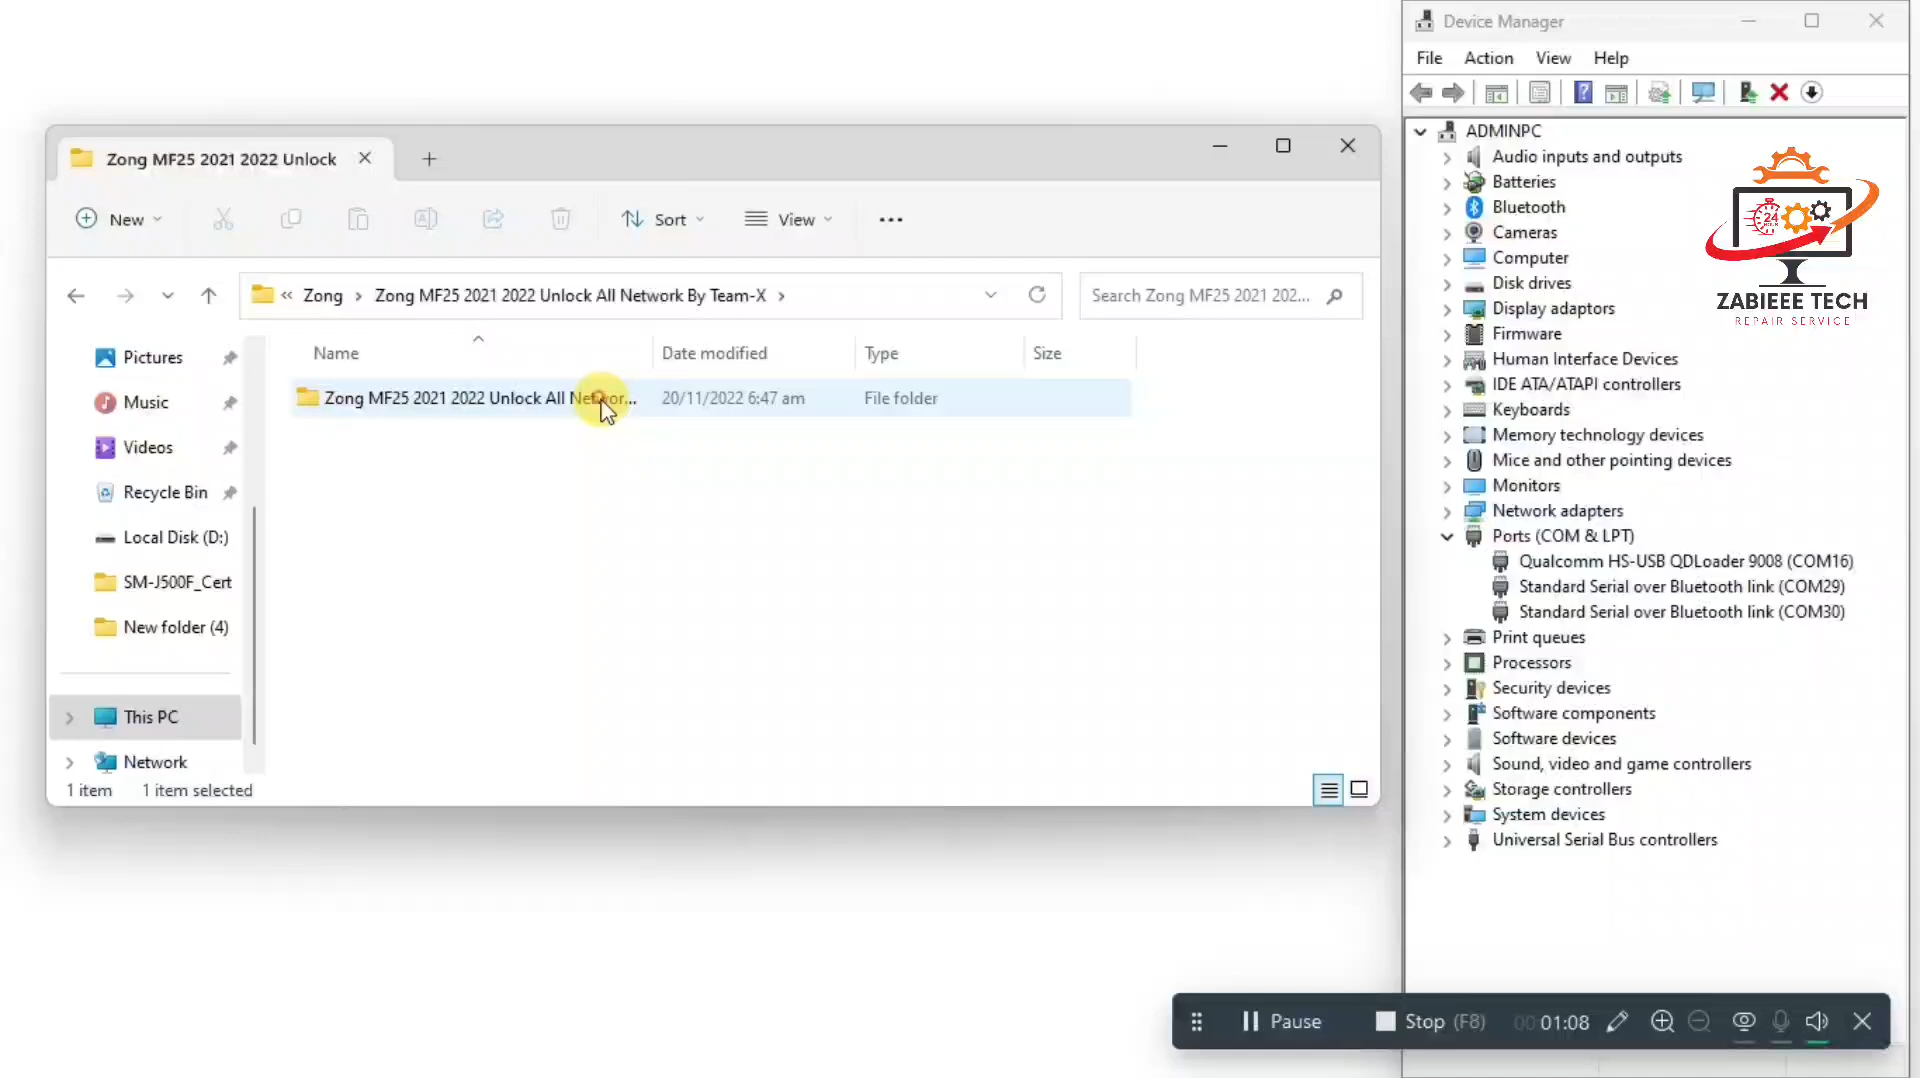 Device Manager
File Action View Help
Zong MF25 2021 2022 Unlock
New Sort View
« Zong > Zong MF25 2021 2022 Unlock All Network By Team-X >
Search Zong MF25 2021 202...
Pictures
Music
Videos
Recycle Bin
Local Disk (D:)
SM-J500F_Cert
New folder (4)
This PC
Network
Name Date modified Type Size
Zong MF25 2021 2022 Unlock All Networ... 20/11/2022 6:47 am File folder
1 item 1 item selected
ADMINPC
Audio inputs and outputs
Batteries
Bluetooth
Cameras
Computer
Disk drives
Display adaptors
Firmware
Human Interface Devices
IDE ATA/ATAPI controllers
Keyboards
Memory technology devices
Mice and other pointing devices
Monitors
Network adapters
Ports (COM & LPT)
Qualcomm HS-USB QDLoader 9008 (COM16)
Standard Serial over Bluetooth link (COM29)
Standard Serial over Bluetooth link (COM30)
Print queues
Processors
Security devices
Software components
Software devices
Sound, video and game controllers
Storage controllers
System devices
Universal Serial Bus controllers
24
ZABIEEE TECH
REPAIR SERVICE
Pause Stop (F8) 00:01:08